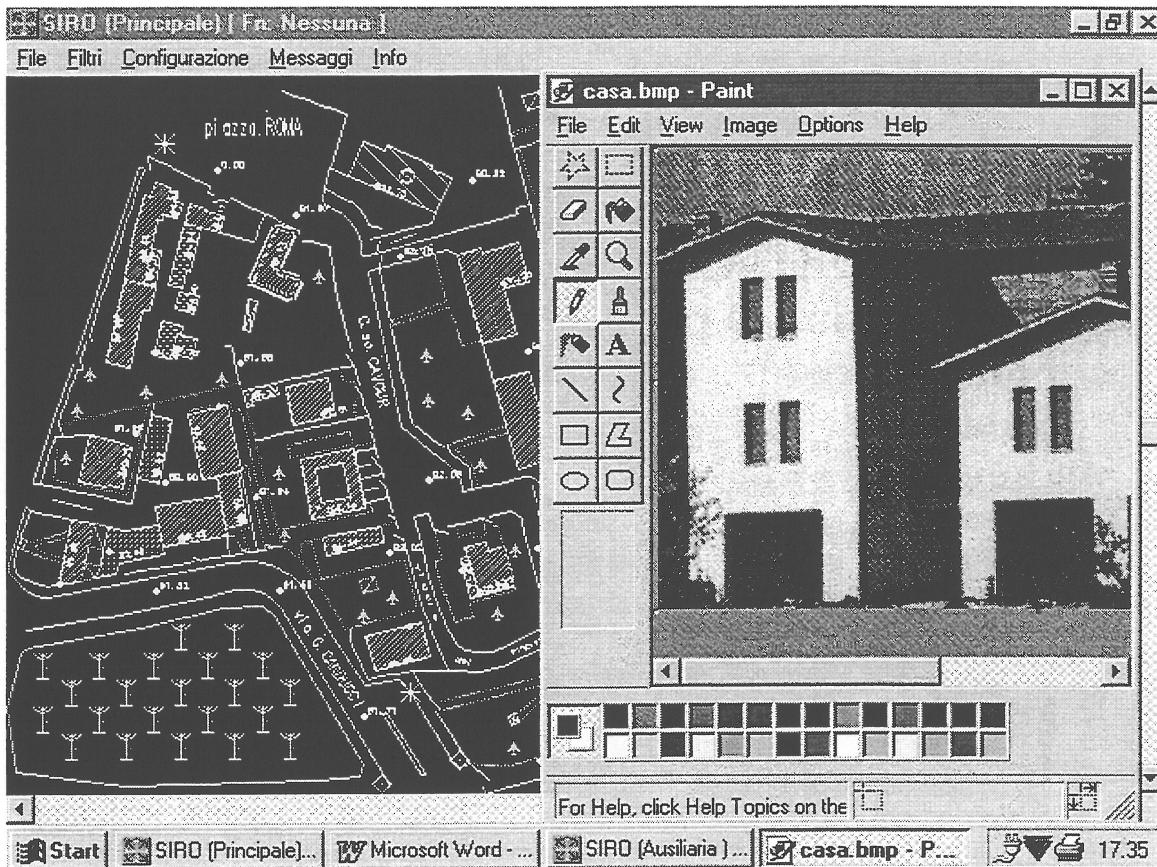 SIRO (Principale) [ Fn: Nessuna ]
File Filtri Configurazione Messaggi Info
piazza. ROMA
casa.bmp - Paint
File Edit View Image Options Help
A
C. so CAVOUR
via G. CARDUCCI
For Help, click Help Topics on the
Start SIRO (Principale)... Microsoft Word - ... SIRO (Ausiliaria ) ... casa.bmp - P... 17.35